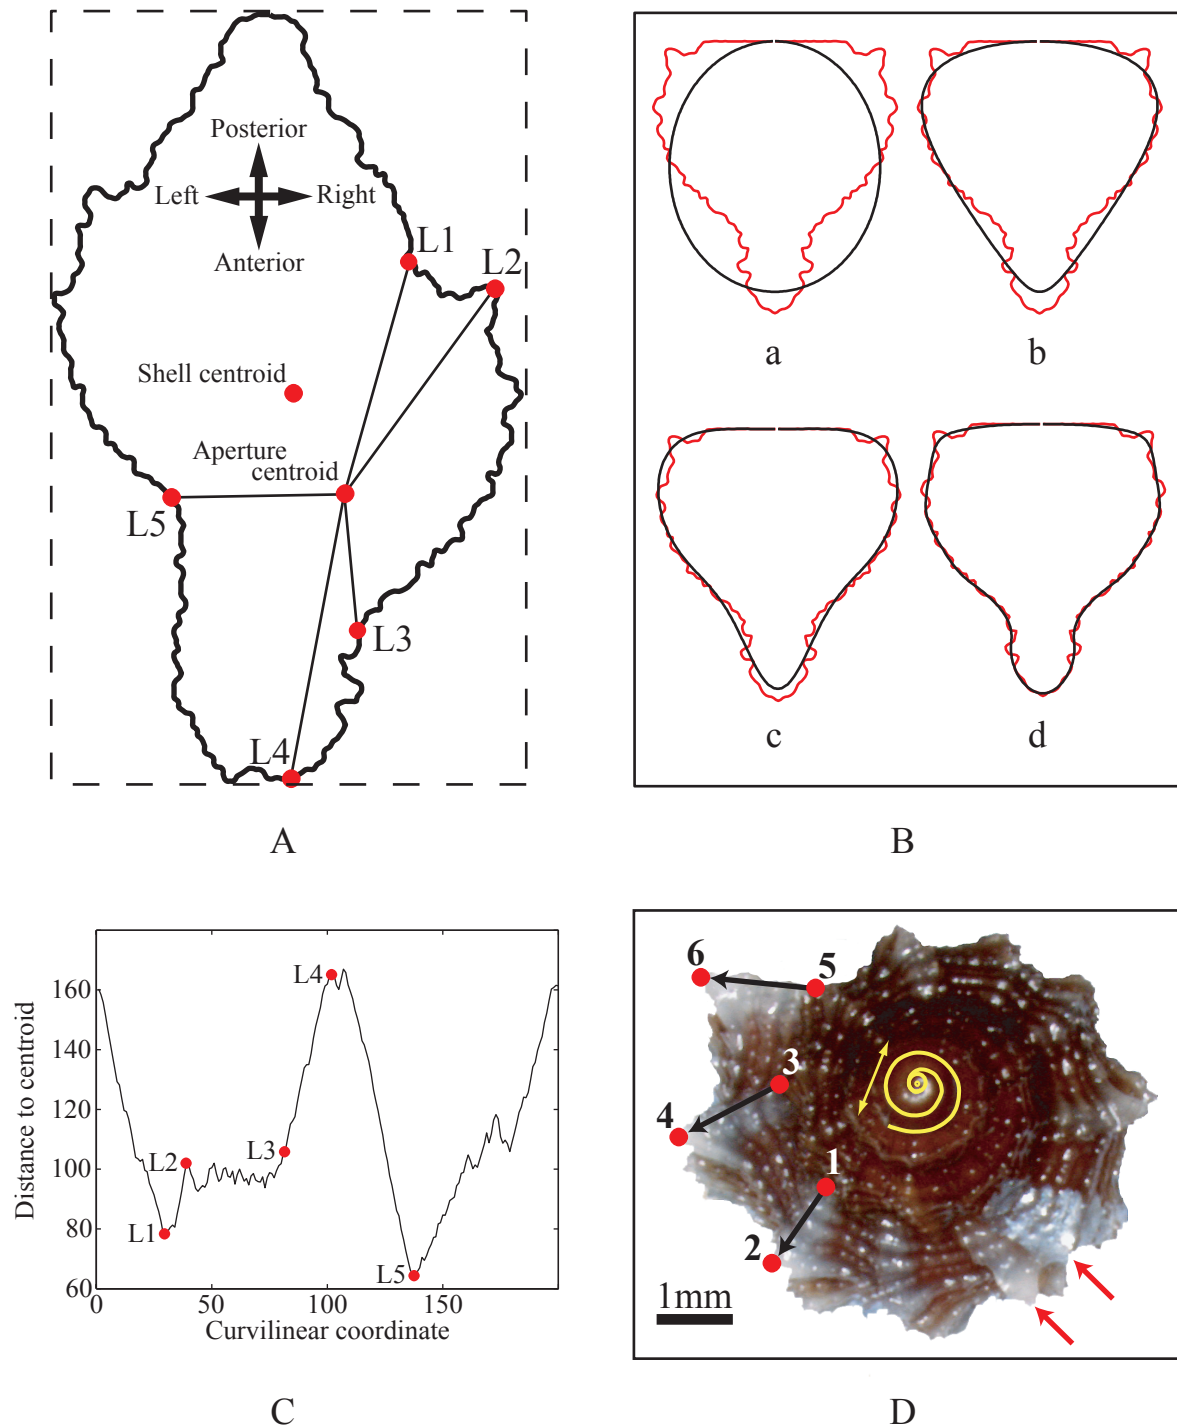 Posterior
Left
Right
Anterior
L1
L2
Shell centroid
Aperture
centroid
L5
L3
L4
A
a
b
c
d
B
160
140
120
100
80
60
0
50
100
150
Distance to centroid
Curvilinear coordinate
L4
L3
L2
L1
L5
C
6
5
3
4
1
2
1mm
D